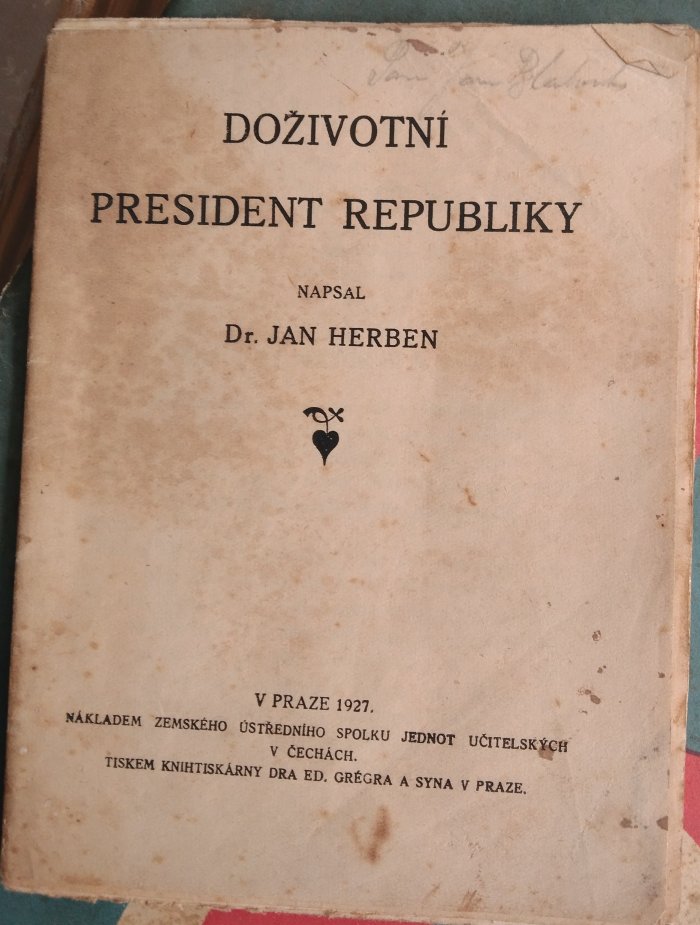 DOŽIVOTNÍ
PRESIDENT REPUBLIKY
NAPSAL
Dr. JAN HERBEN
V PRAZE 1927.
NÁKLADEM ZEMSKÉHO ÚSTŘEDNÍHO SPOLKU JEDNOT UČITELSKÝCH
V ČECHÁCH.
TISKEM KNIHTISKÁRNY DRA ED. GRÉGRA A SYNA V PRAZE.